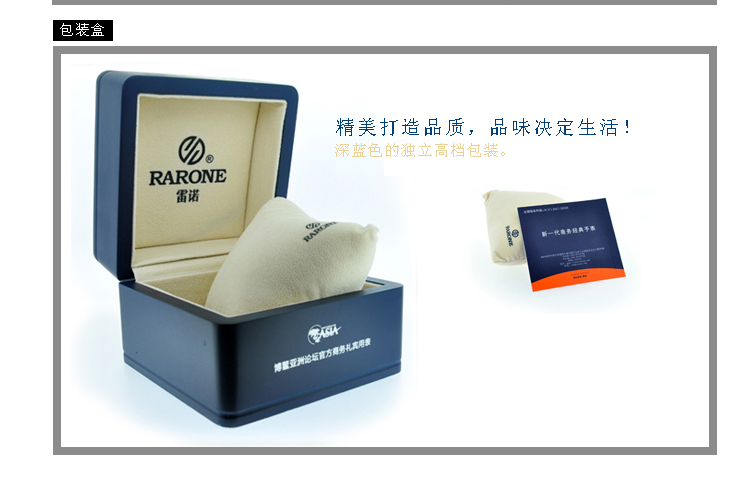 包装盒
精美打造品质，品味决定生活！
深蓝色的独立高档包装。
RARONE
雷诺
RARONE
ASIA
博鳌亚洲论坛官方商务礼宾用表
RARONE
新一代商务经典手表